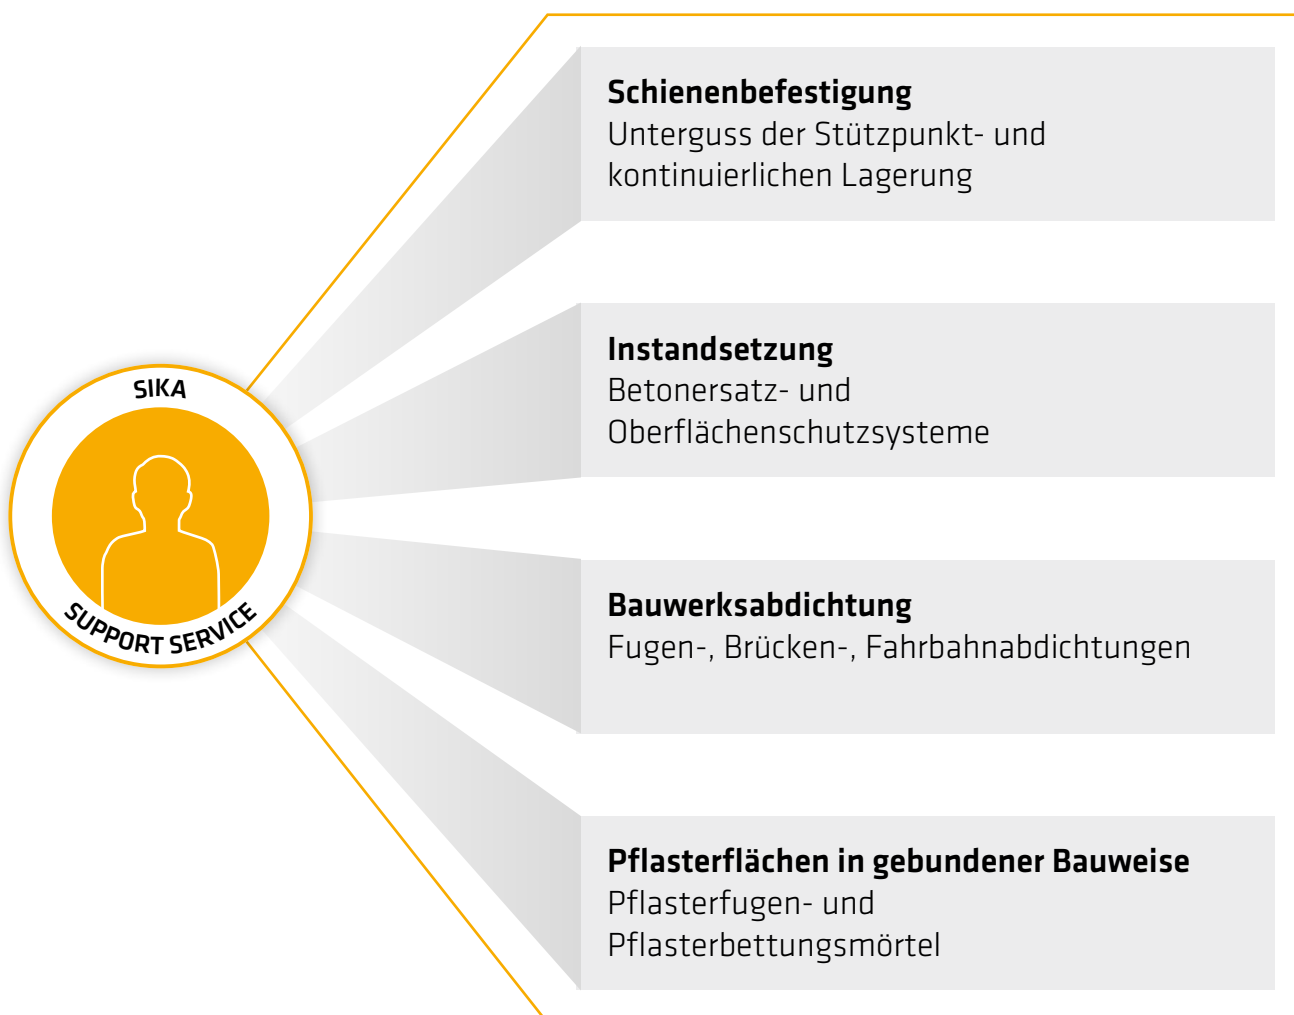 SIKA
SUPPORT SERVICE
Schienenbefestigung
Unterguss der Stützpunkt- und
kontinuierlichen Lagerung
Instandsetzung
Betonersatz- und
Oberflächenschutzsysteme
Bauwerksabdichtung
Fugen-, Brücken-, Fahrbahnabdichtungen
Pflasterflächen in gebundener Bauweise
Pflasterfugen- und
Pflasterbettungsmörtel